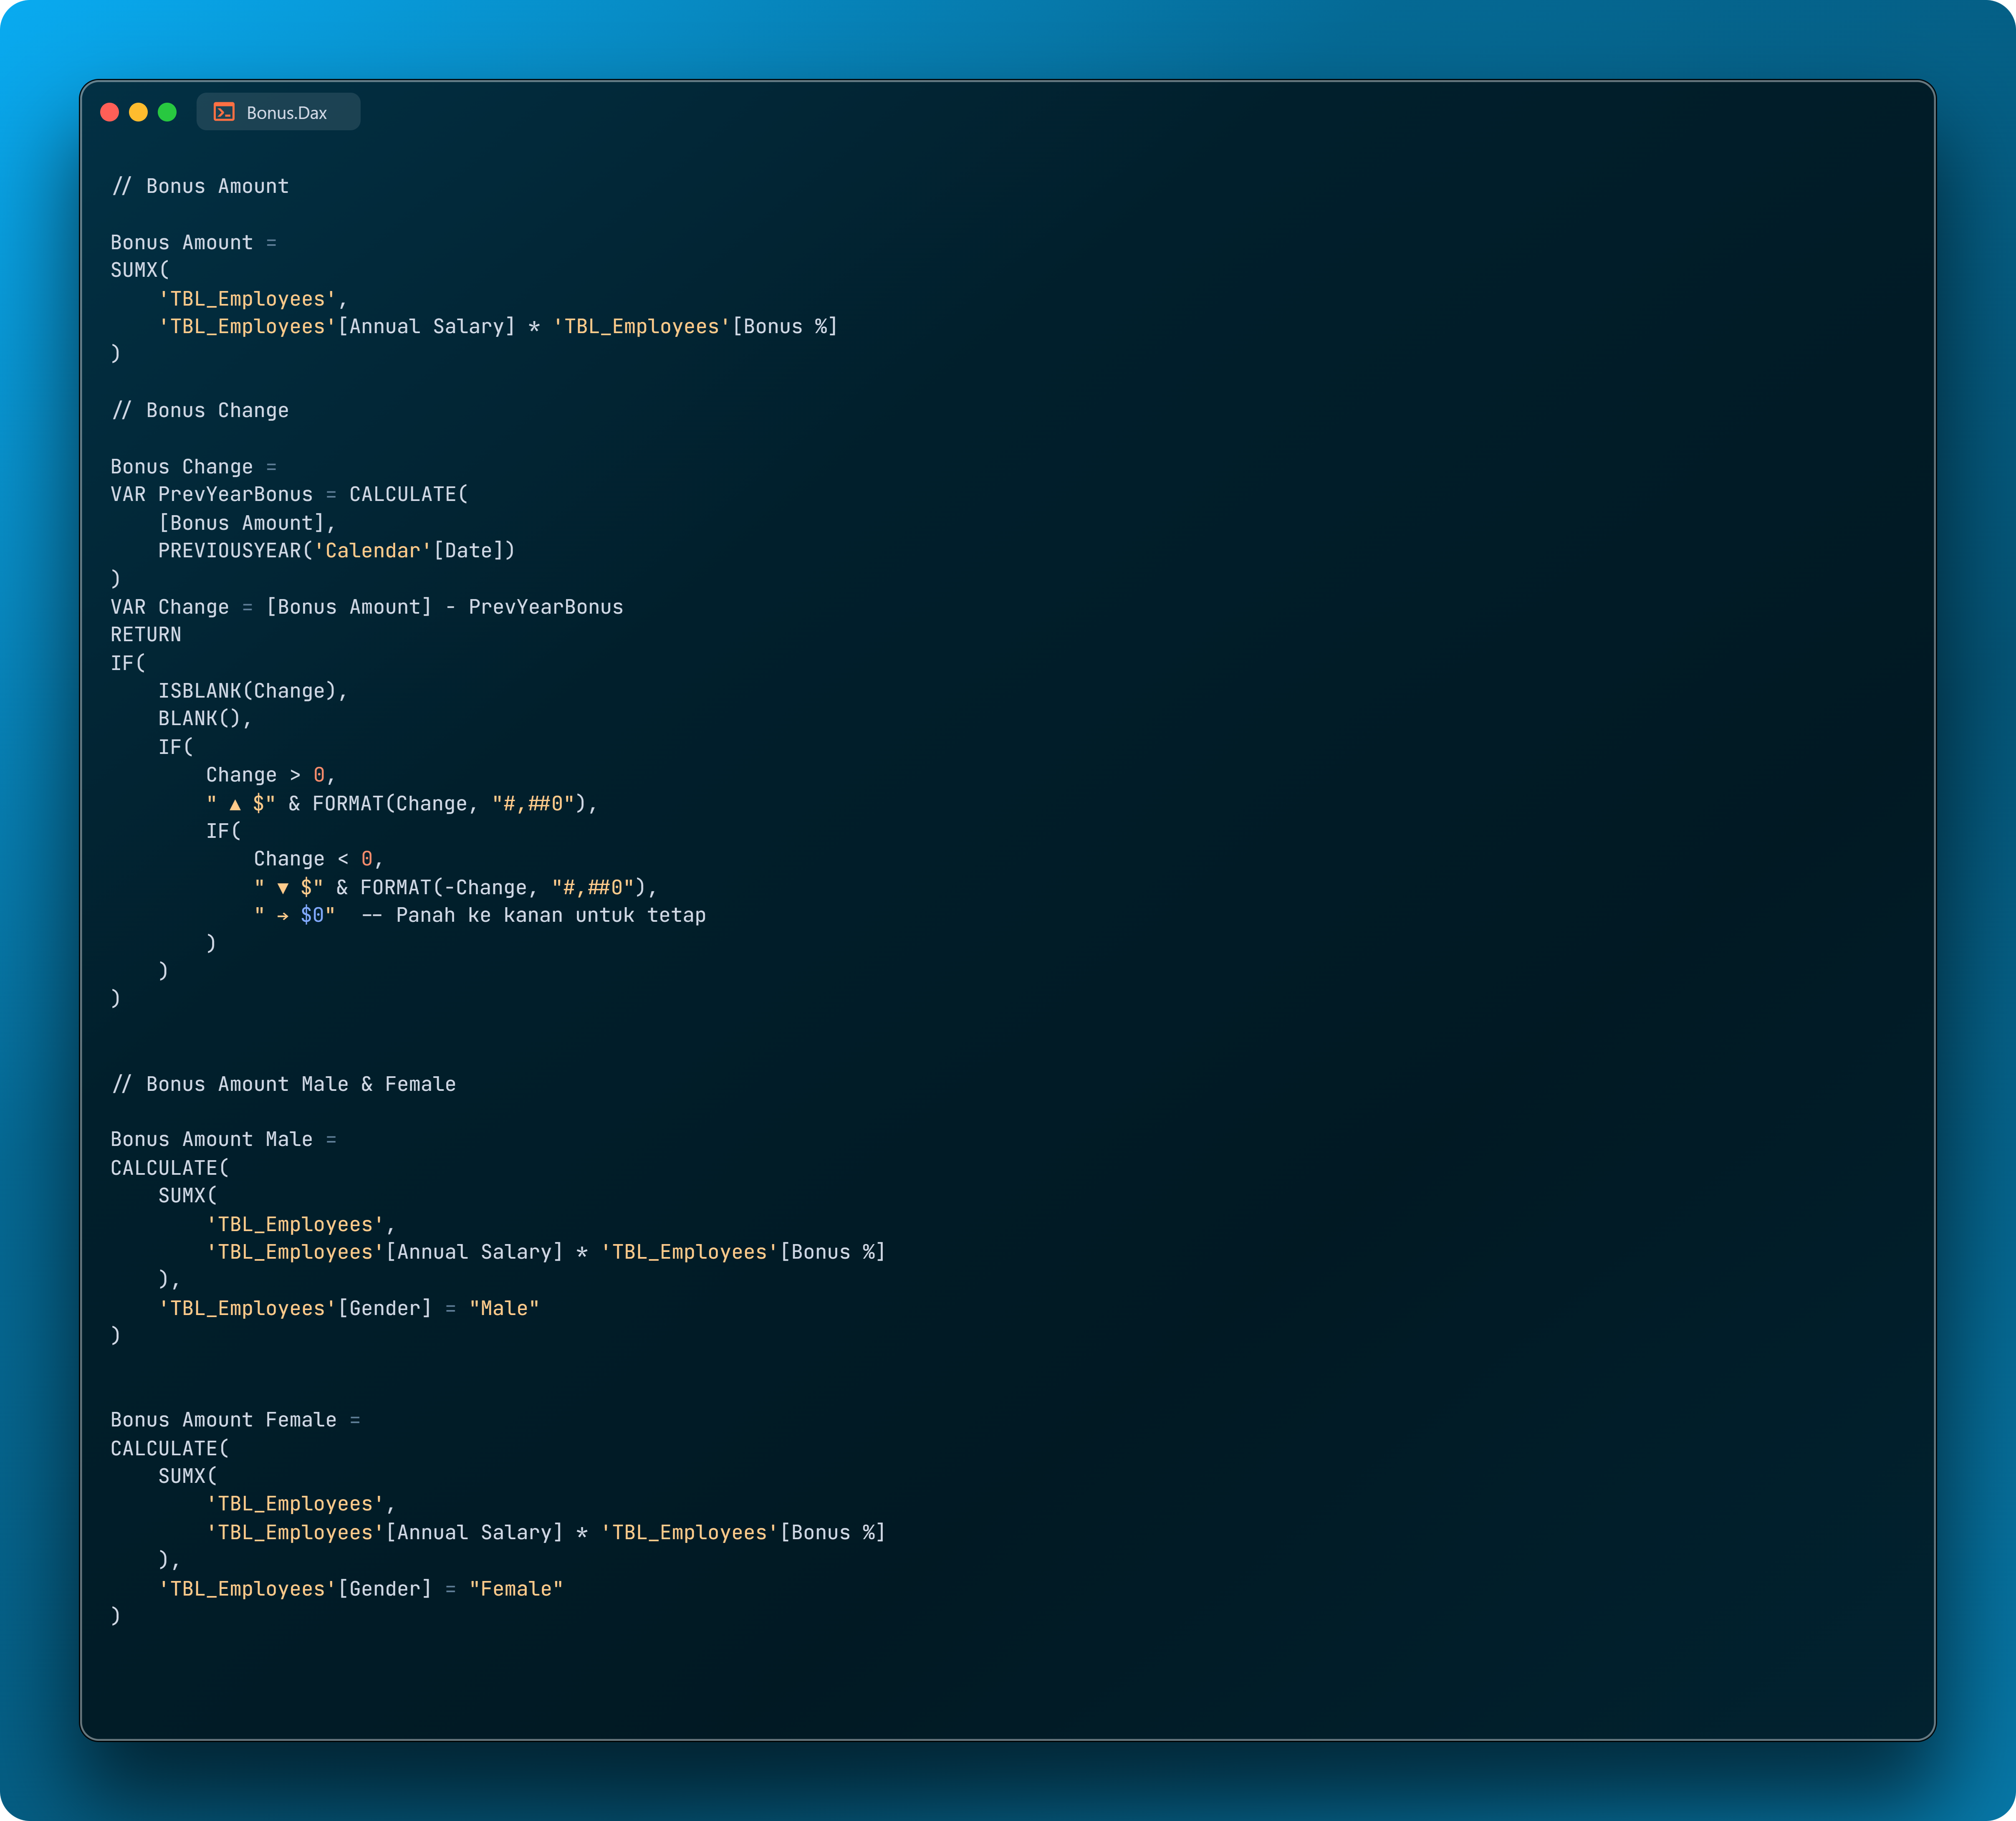 Bonus.Dax
// Bonus Amount
Bonus Amount =
SUMX(
    'TBL_Employees',
    'TBL_Employees'[Annual Salary] * 'TBL_Employees'[Bonus %]
)
// Bonus Change
Bonus Change =
VAR PrevYearBonus = CALCULATE(
    [Bonus Amount],
    PREVIOUSYEAR('Calendar'[Date])
)
VAR Change = [Bonus Amount] - PrevYearBonus
RETURN
IF(
    ISBLANK(Change),
    BLANK(),
    IF(
        Change > 0,
        " ▲ $" & FORMAT(Change, "#,##0"),
        IF(
            Change < 0,
            " ▼ $" & FORMAT(-Change, "#,##0"),
            " → $0"  -- Panah ke kanan untuk tetap
        )
    )
)
// Bonus Amount Male & Female
Bonus Amount Male =
CALCULATE(
    SUMX(
        'TBL_Employees',
        'TBL_Employees'[Annual Salary] * 'TBL_Employees'[Bonus %]
    ),
    'TBL_Employees'[Gender] = "Male"
)
Bonus Amount Female =
CALCULATE(
    SUMX(
        'TBL_Employees',
        'TBL_Employees'[Annual Salary] * 'TBL_Employees'[Bonus %]
    ),
    'TBL_Employees'[Gender] = "Female"
)